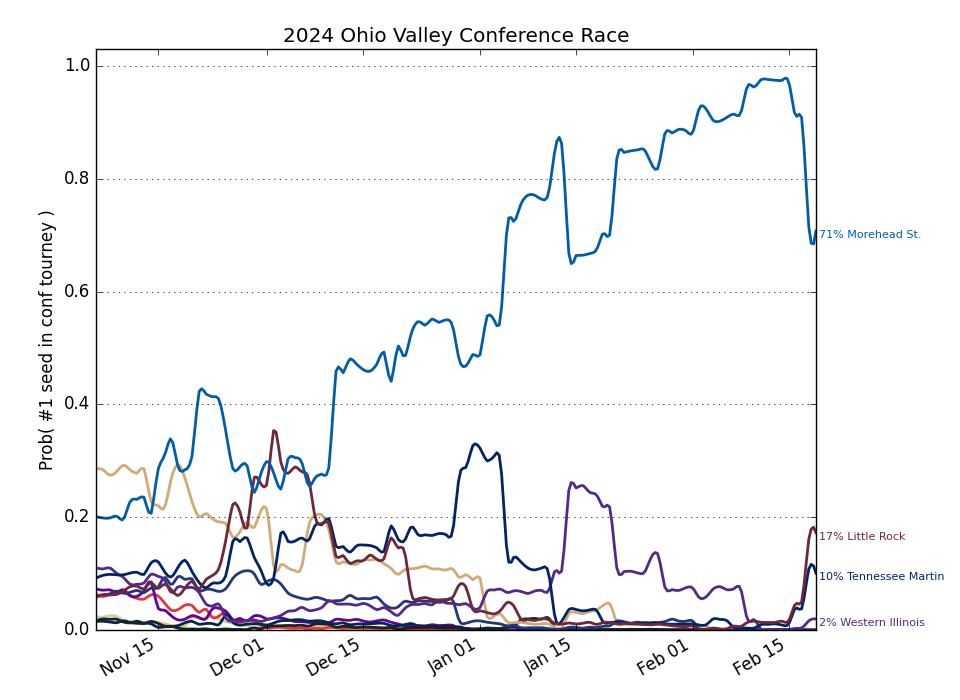 2024 Ohio Valley Conference Race
Prob( #1 seed in conf tourney )
1.0
0.8
0.6
0.4
0.2
0.0
71% Morehead St.
17% Little Rock
10% Tennessee Martin
2% Western Illinois
Nov 15
Dec 01
Dec 15
Jan 01
Jan 15
Feb 01
Feb 15